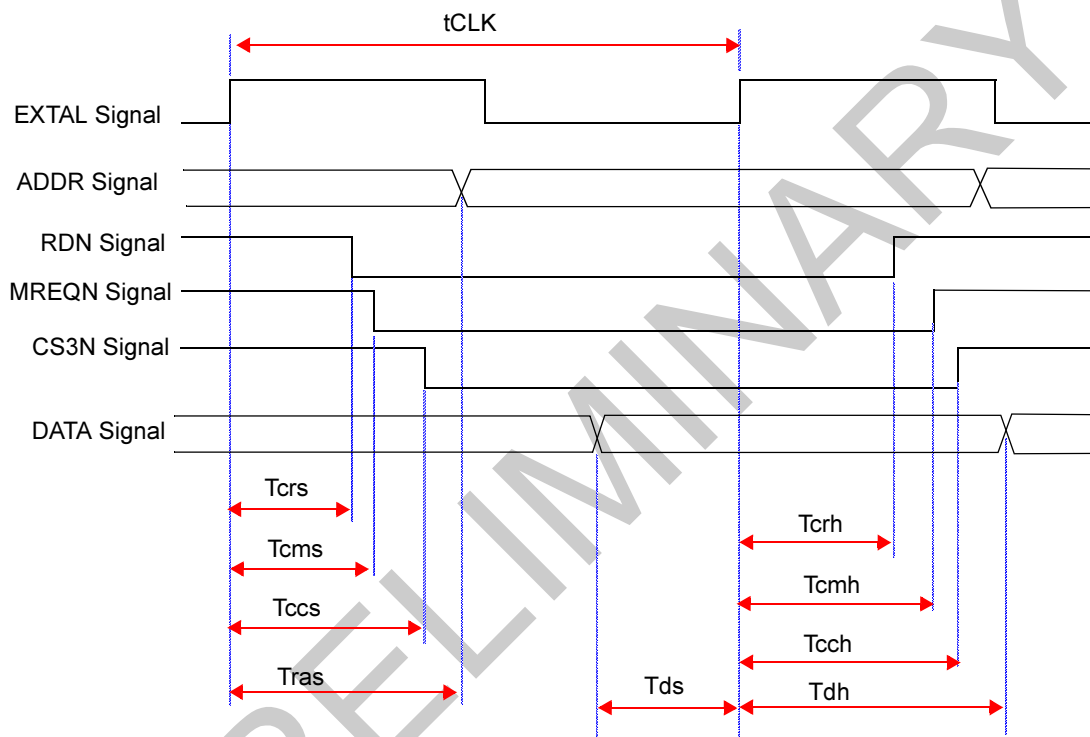 tCLK
EXTAL Signal
ADDR Signal
RDN Signal
MREQN Signal
CS3N Signal
DATA Signal
Tcrs
Tcrh
Tcms
Tcmh
Tccs
Tcch
Tras
Tds
Tdh
PRELIMINARY